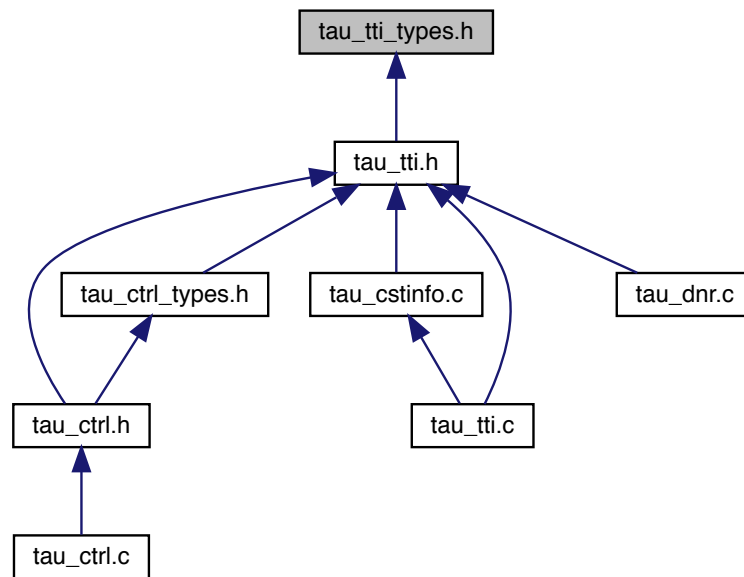 tau_tti_types.h
tau_tti.h
tau_ctrl_types.h
tau_cstinfo.c
tau_dnr.c
tau_ctrl.h
tau_tti.c
tau_ctrl.c